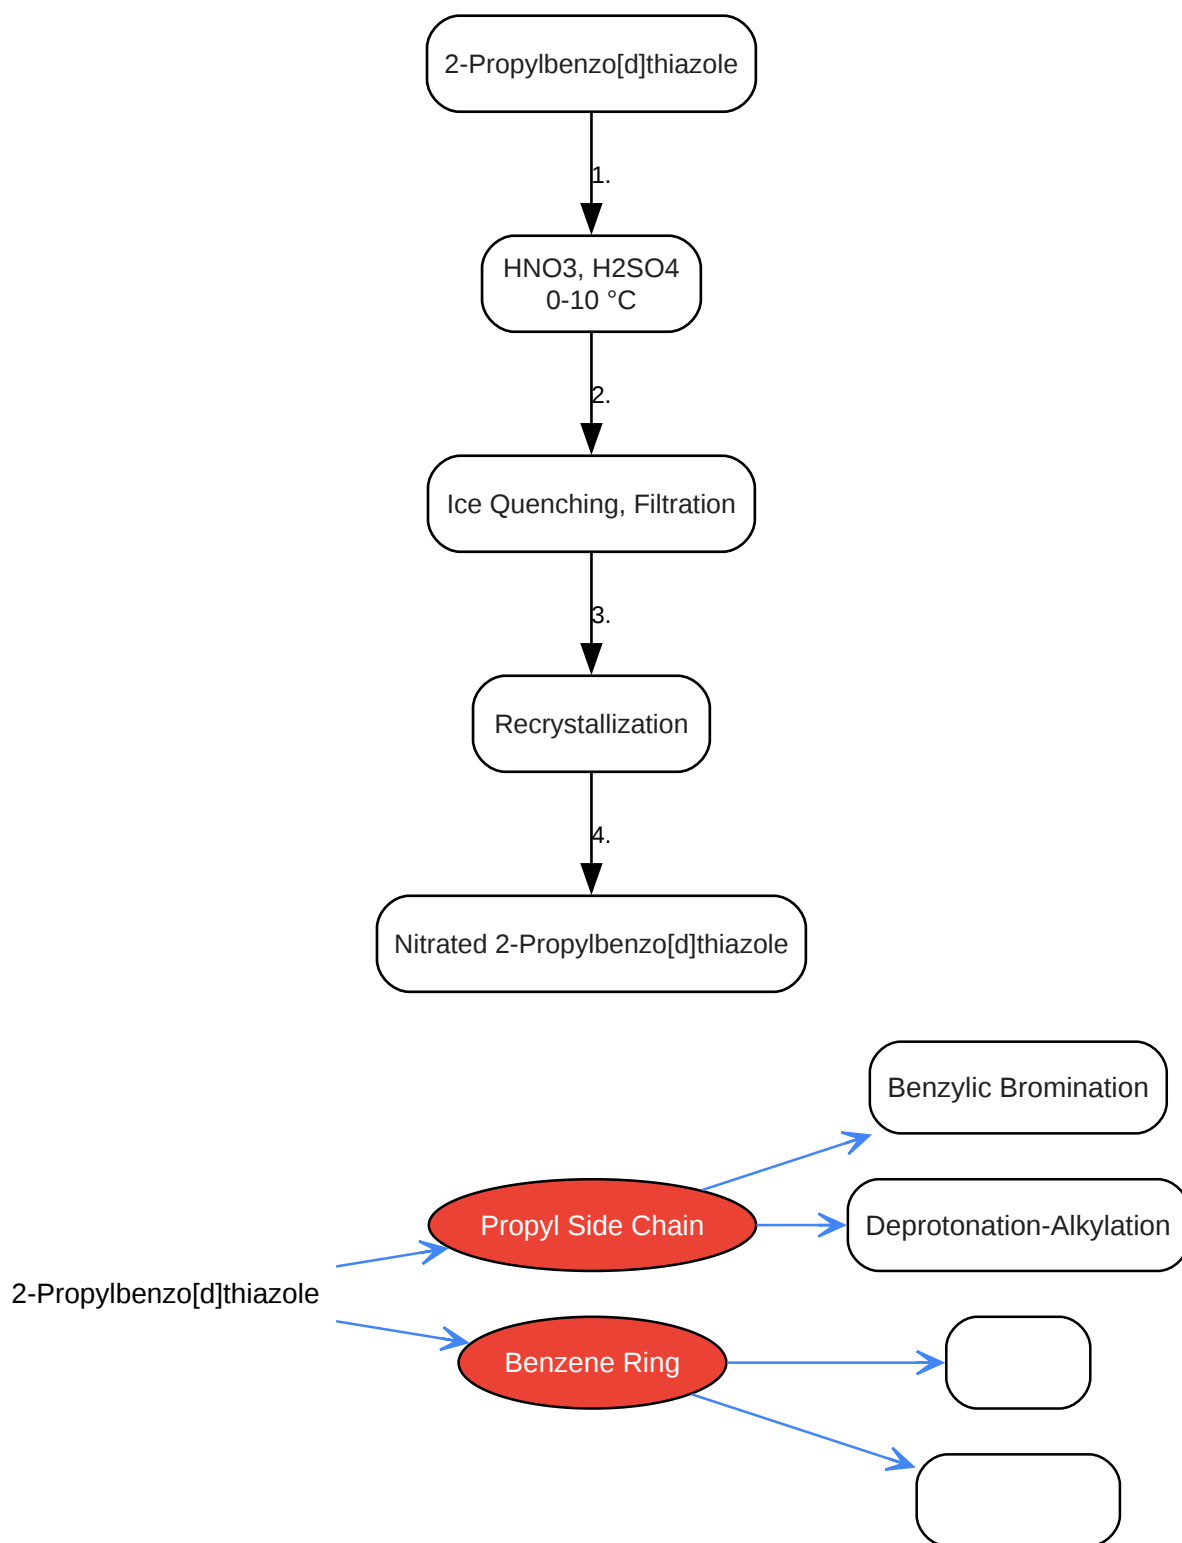 2-Propylbenzo[d]thiazole
1.
HNO3, H2SO4
0-10 °C
2.
Ice Quenching, Filtration
3.
Recrystallization
4.
Nitrated 2-Propylbenzo[d]thiazole
Benzylic Bromination
Propyl Side Chain
Deprotonation-Alkylation
2-Propylbenzo[d]thiazole
Benzene Ring